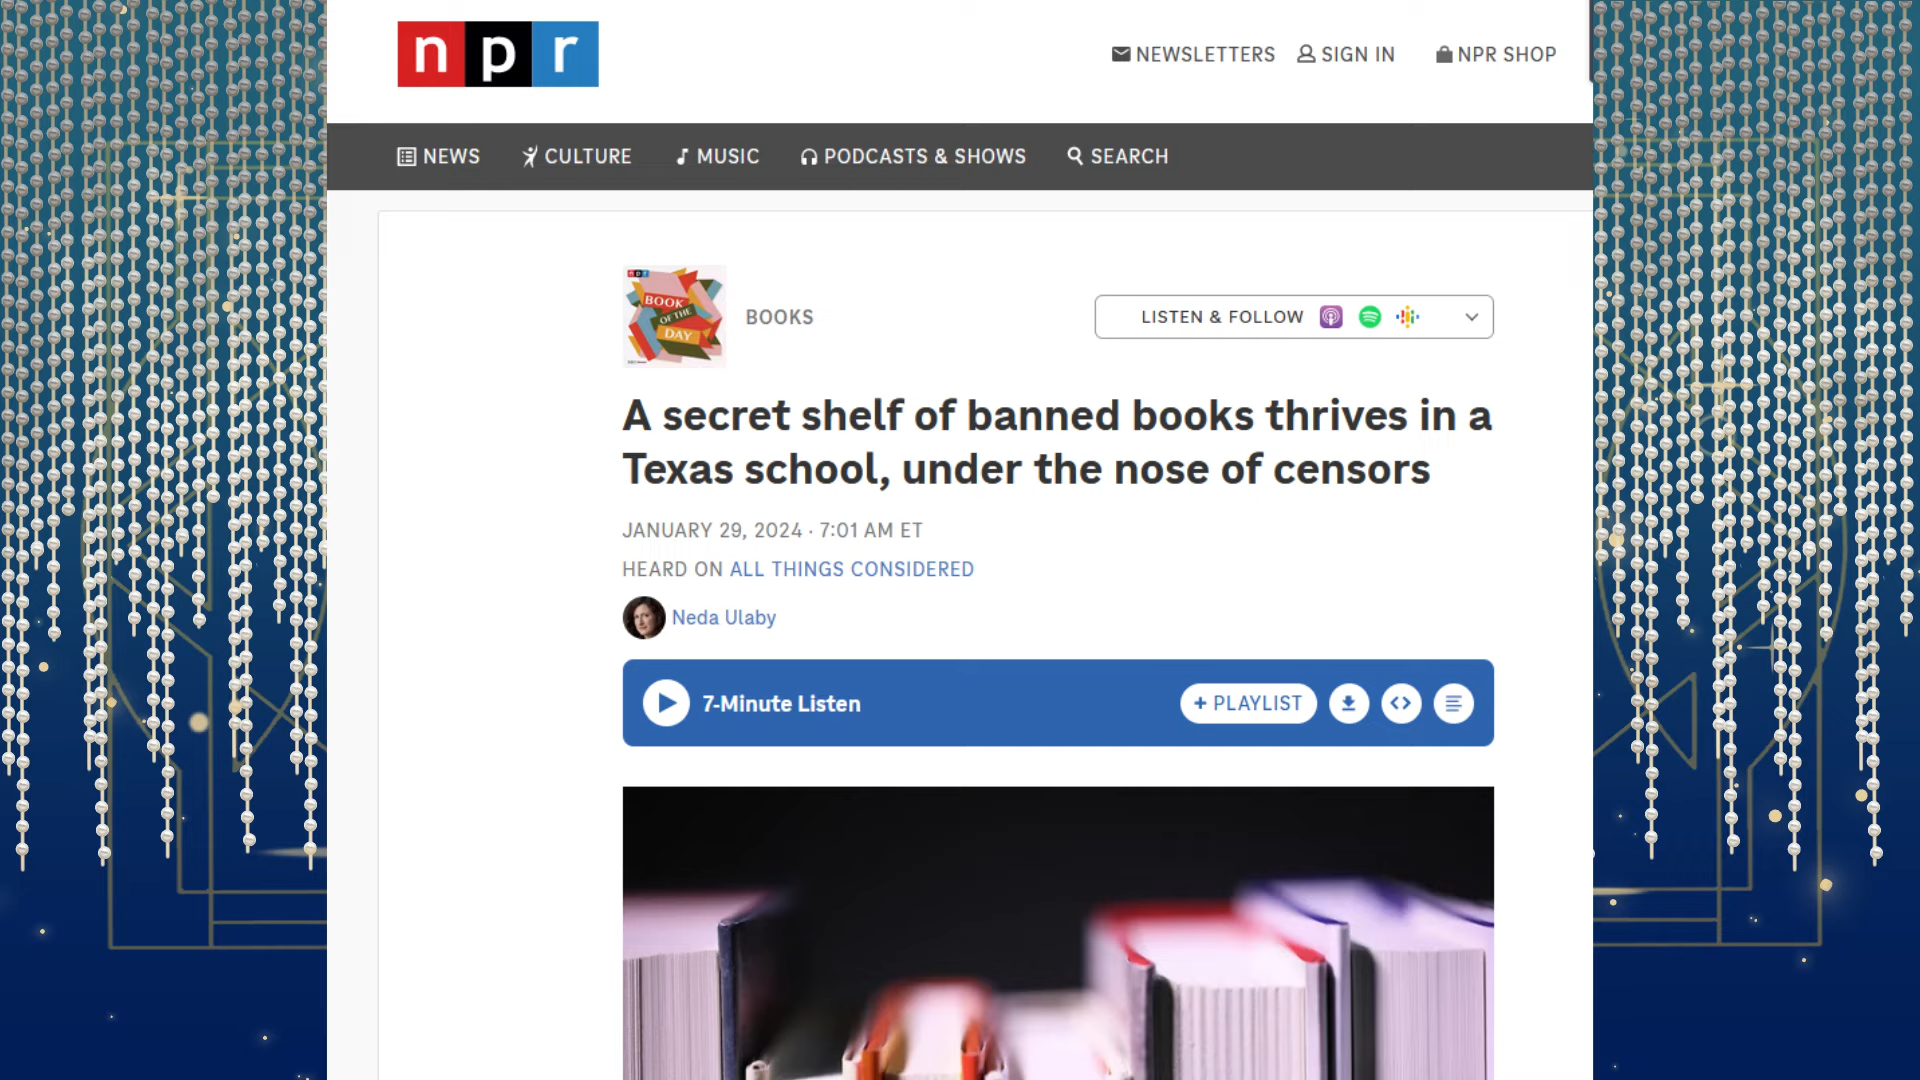 npr
NEWSLETTERS SIGN IN NPR SHOP
NEWS CULTURE MUSIC PODCASTS & SHOWS SEARCH
npr
BOOK
OF THE
DAY
BOOKS
LISTEN & FOLLOW
A secret shelf of banned books thrives in a
Texas school, under the nose of censors
JANUARY 29, 2024 · 7:01 AM ET
HEARD ON ALL THINGS CONSIDERED
Neda Ulaby
7-Minute Listen
+ PLAYLIST